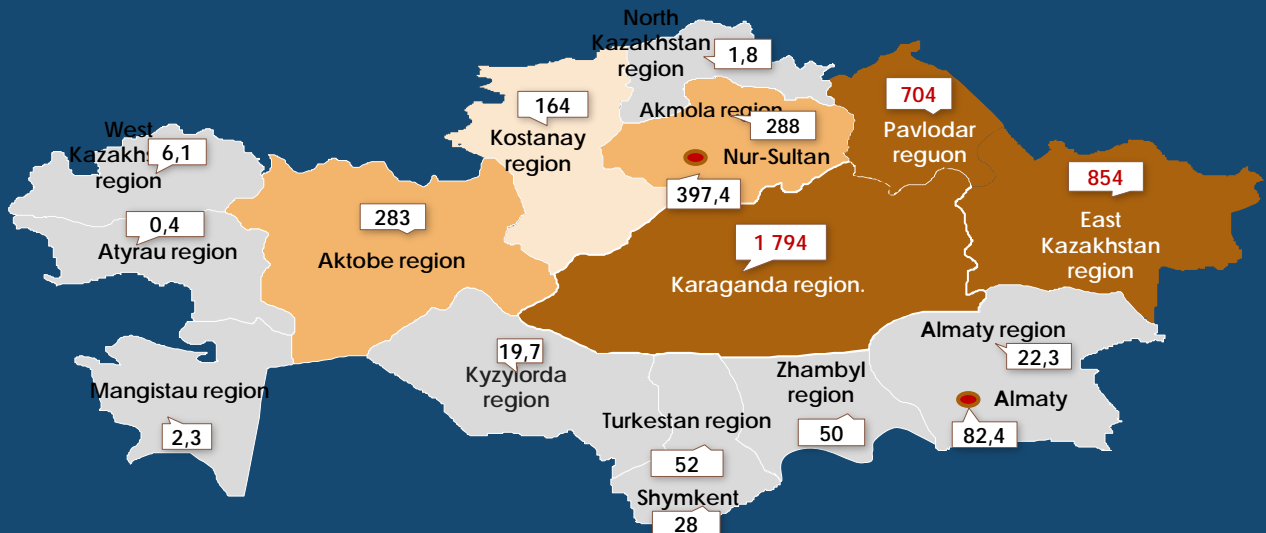 North
Kazakhstan
region
1,8
704
Pavlodar
reguon
164
Kostanay
region
Akmola region
288
Nur-Sultan
397,4
West
Kazakhs
region
6,1
854
East
Kazakhstan
region
0,4
Atyrau region
283
Aktobe region
1 794
Karaganda region.
Almaty region
22,3
Mangistau region
2,3
19,7
Kyzylorda
region
Zhambyl
region
50
Almaty
82,4
Turkestan region
52
Shymkent
28